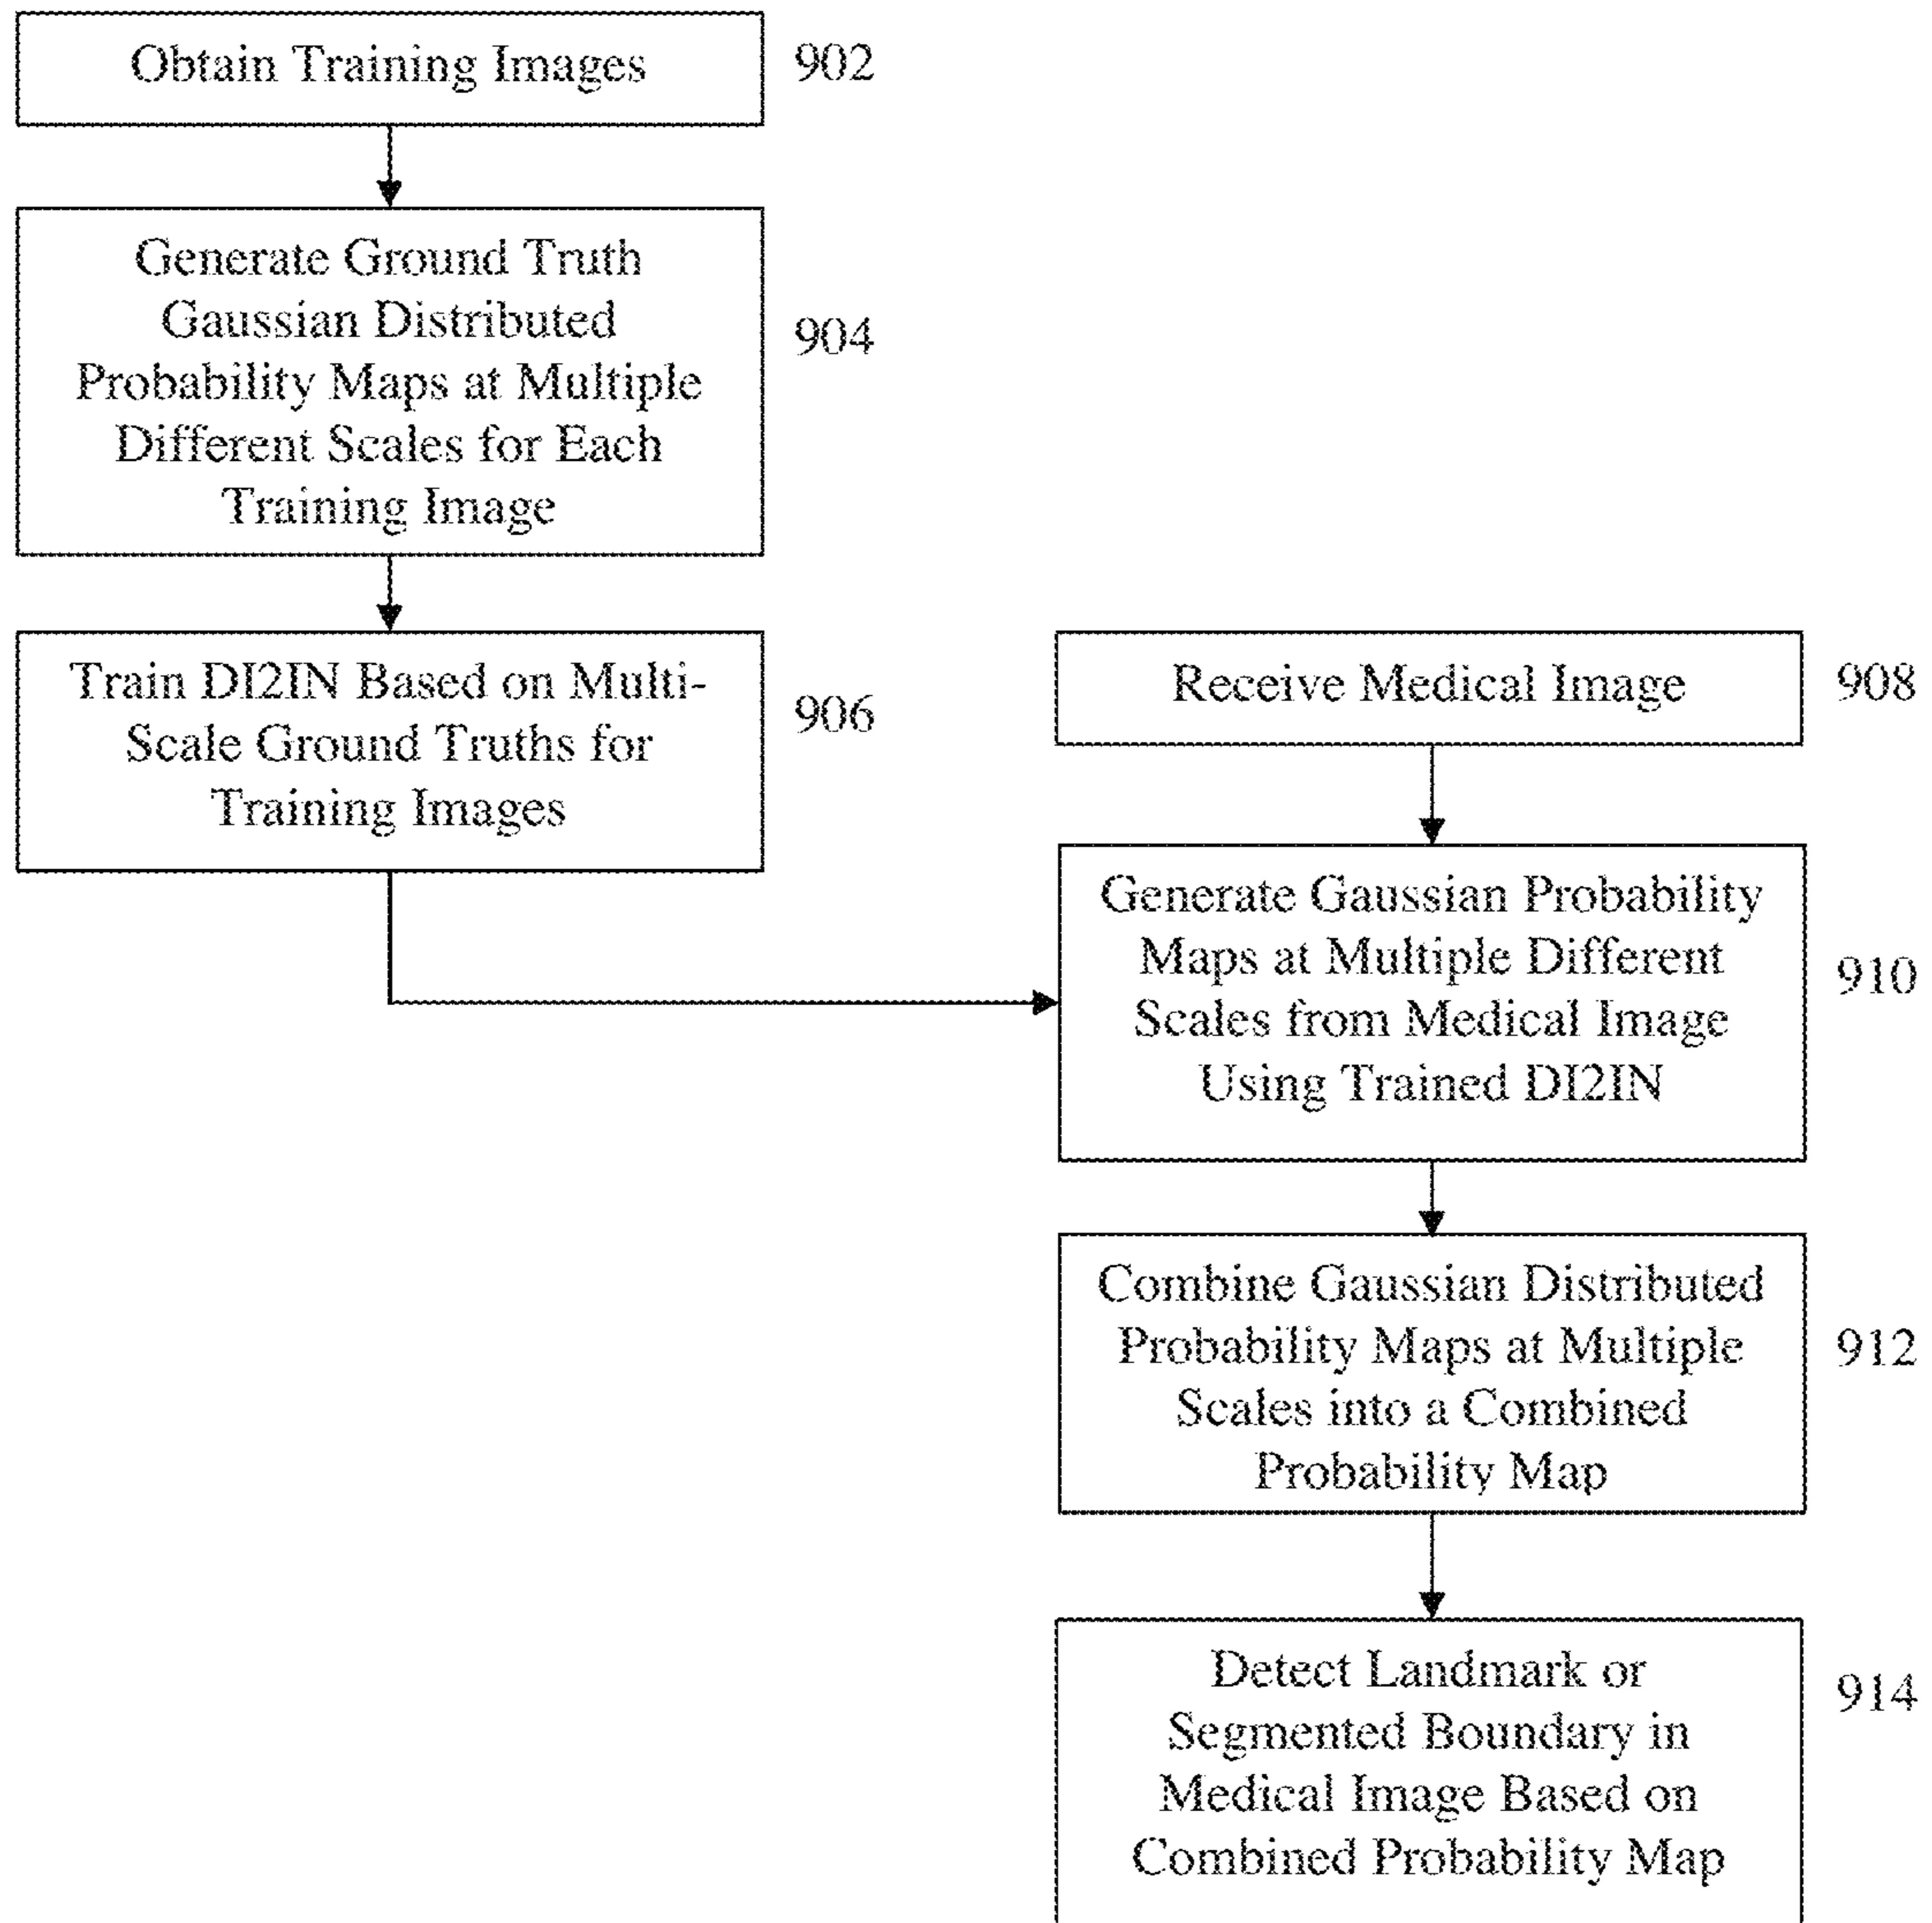 Obtain Training Images
902
Generate Ground Truth
Gaussian Distributed
Probability Maps at Multiple
Different Scales for Each
Training Image
904
Train DI2IN Based on Multi-
Scale Ground Truths for
Training Images
906
Receive Medical Image
908
Generate Gaussian Probability
Maps at Multiple Different
Scales from Medical Image
Using Trained DI2IN
910
Combine Gaussian Distributed
Probability Maps at Multiple
Scales into a Combined
Probability Map
912
Detect Landmark or
Segmented Boundary in
Medical Image Based on
Combined Probability Map
914